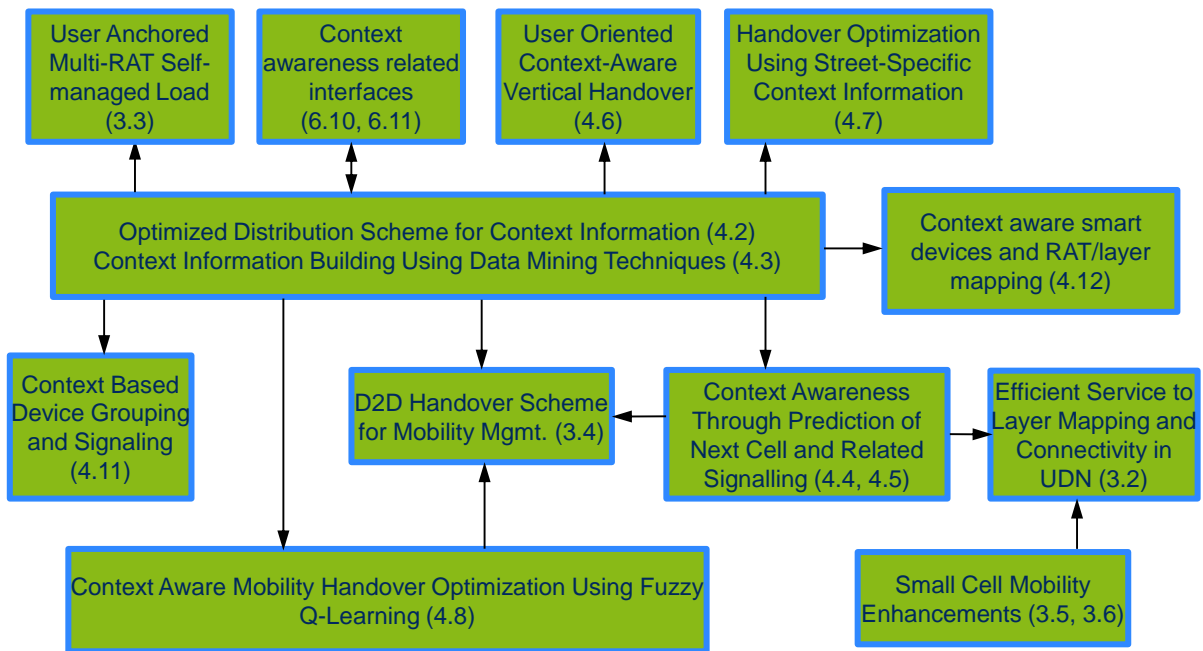 User Anchored
Multi-RAT Self-
managed Load
(3.3)
Context
awareness related
interfaces
(6.10, 6.11)
User Oriented
Context-Aware
Vertical Handover
(4.6)
Handover Optimization
Using Street-Specific
Context Information
(4.7)
Optimized Distribution Scheme for Context Information (4.2)
Context Information Building Using Data Mining Techniques (4.3)
Context aware smart
devices and RAT/layer
mapping (4.12)
Context Based
Device Grouping
and Signaling
(4.11)
D2D Handover Scheme
for Mobility Mgmt. (3.4)
Context Awareness
Through Prediction of
Next Cell and Related
Signalling (4.4, 4.5)
Efficient Service to
Layer Mapping and
Connectivity in
UDN (3.2)
Context Aware Mobility Handover Optimization Using Fuzzy
Q-Learning (4.8)
Small Cell Mobility
Enhancements (3.5, 3.6)